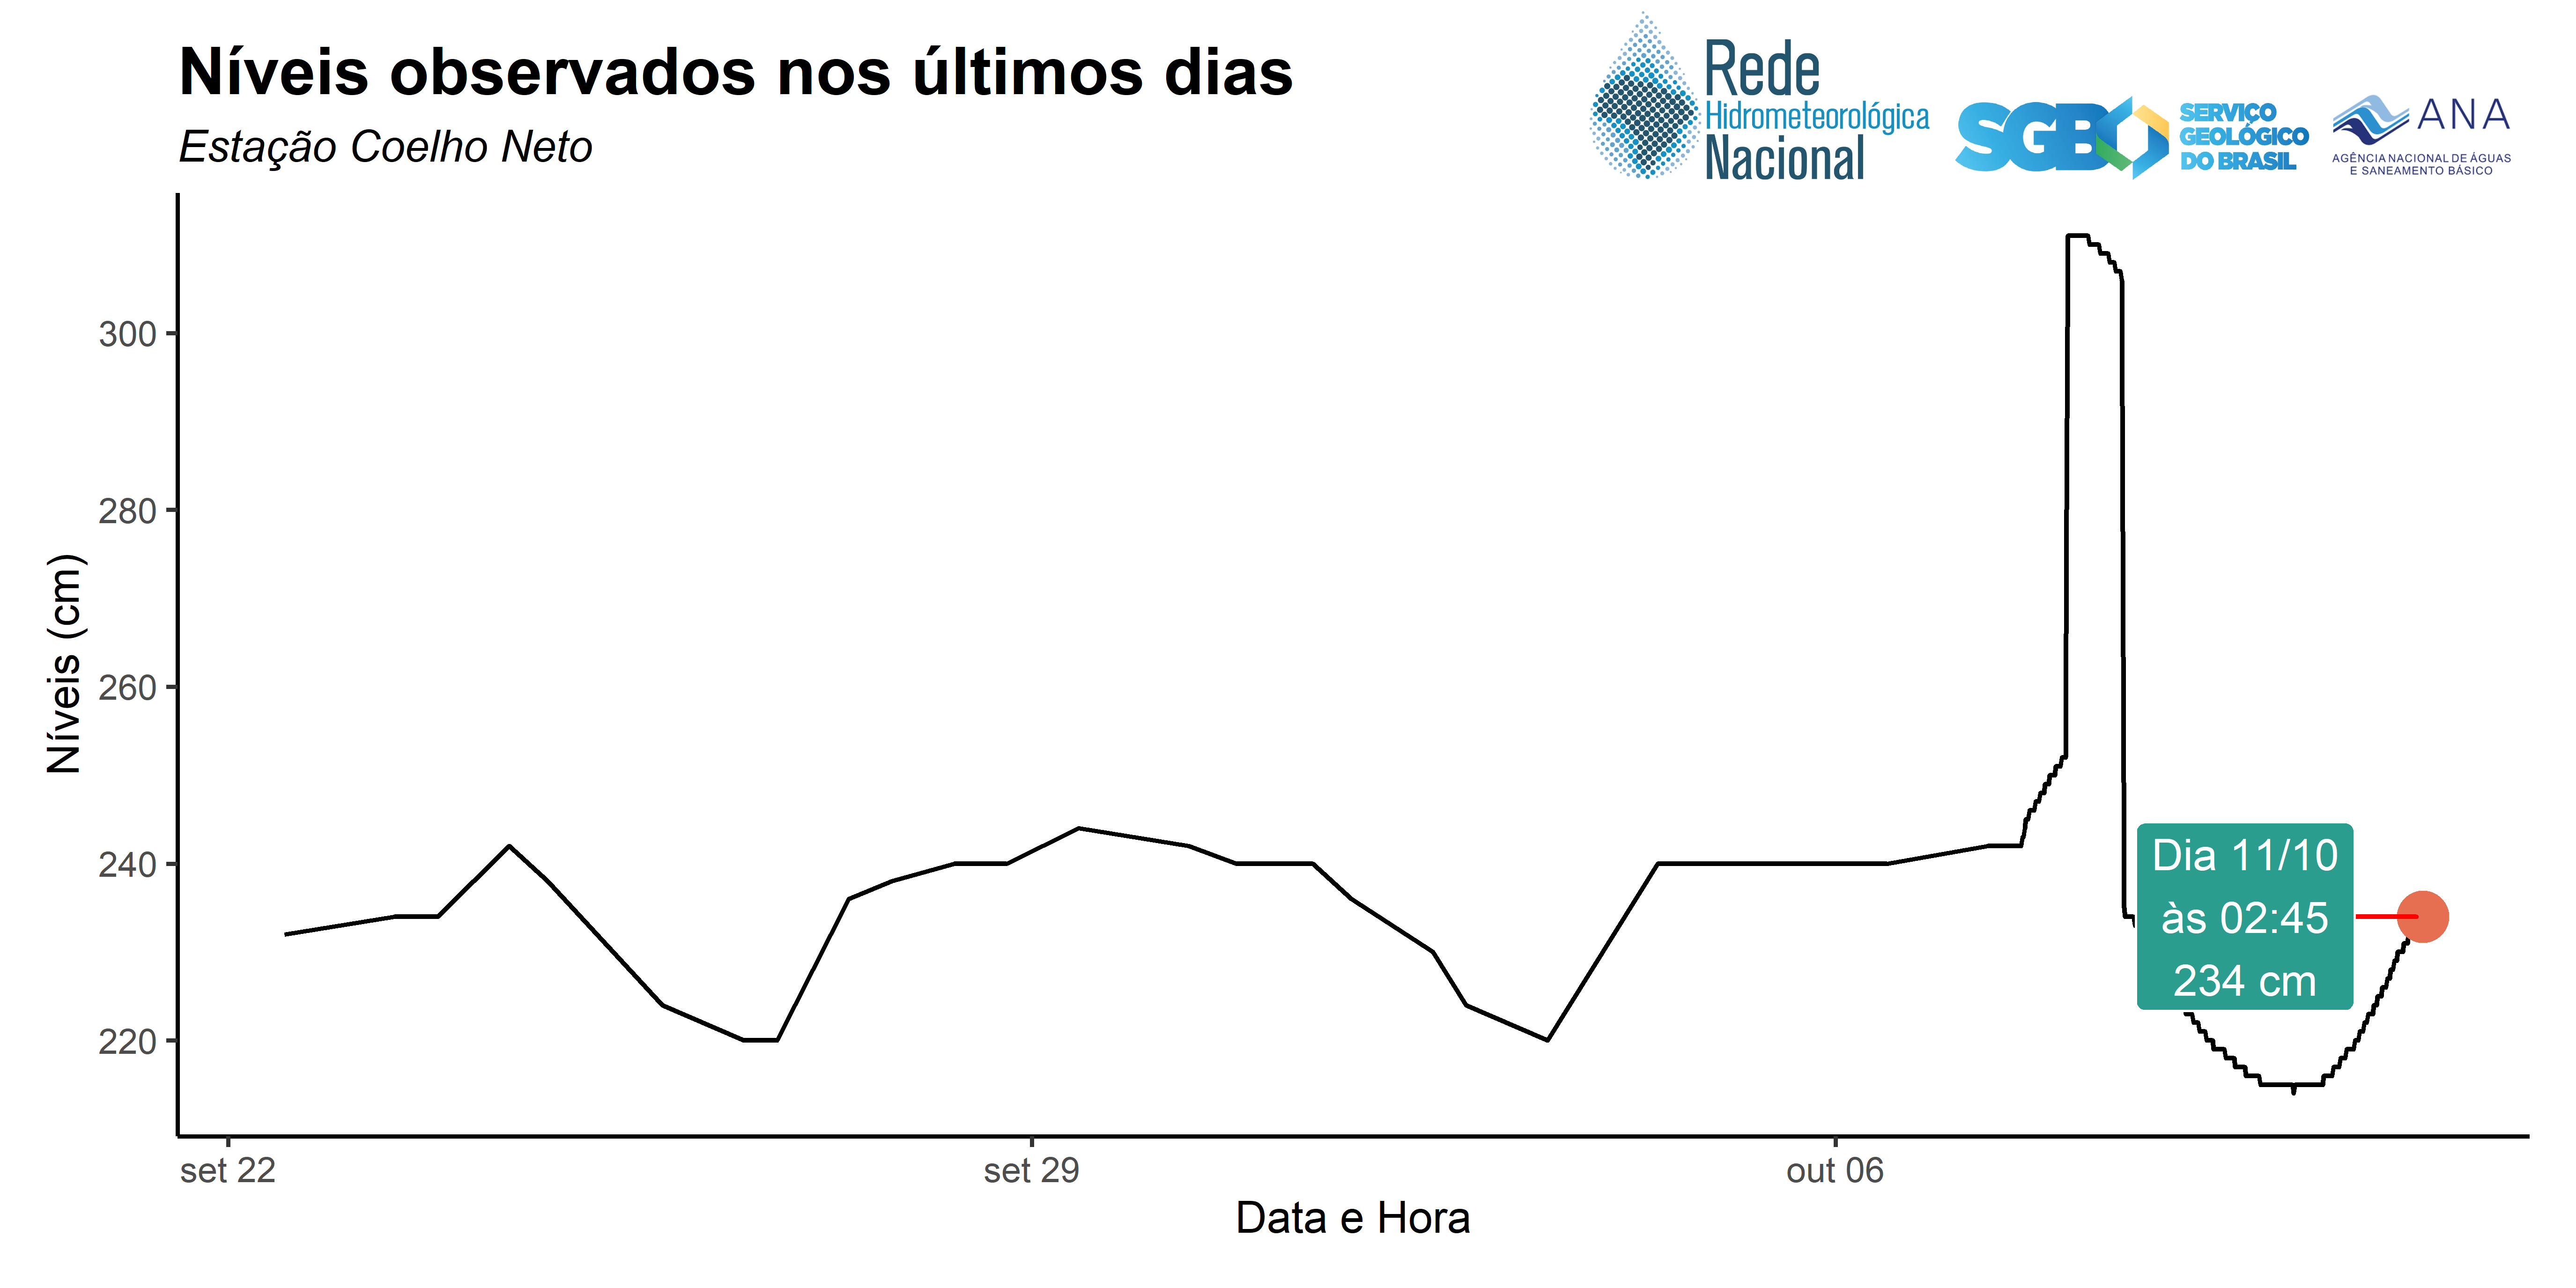 Níveis observados nos últimos dias
Estação Coelho Neto
Rede
Hidrometeorológica
Nacional
SGB
SERVIÇO
GEOLÓGICO
DO BRASIL
ANA
AGÊNCIA NACIONAL DE ÁGUAS
E SANEAMENTO BÁSICO
Níveis (cm)
300
280
260
240
220
Dia 11/10
às 02:45
234 cm
set 22
set 29
out 06
Data e Hora